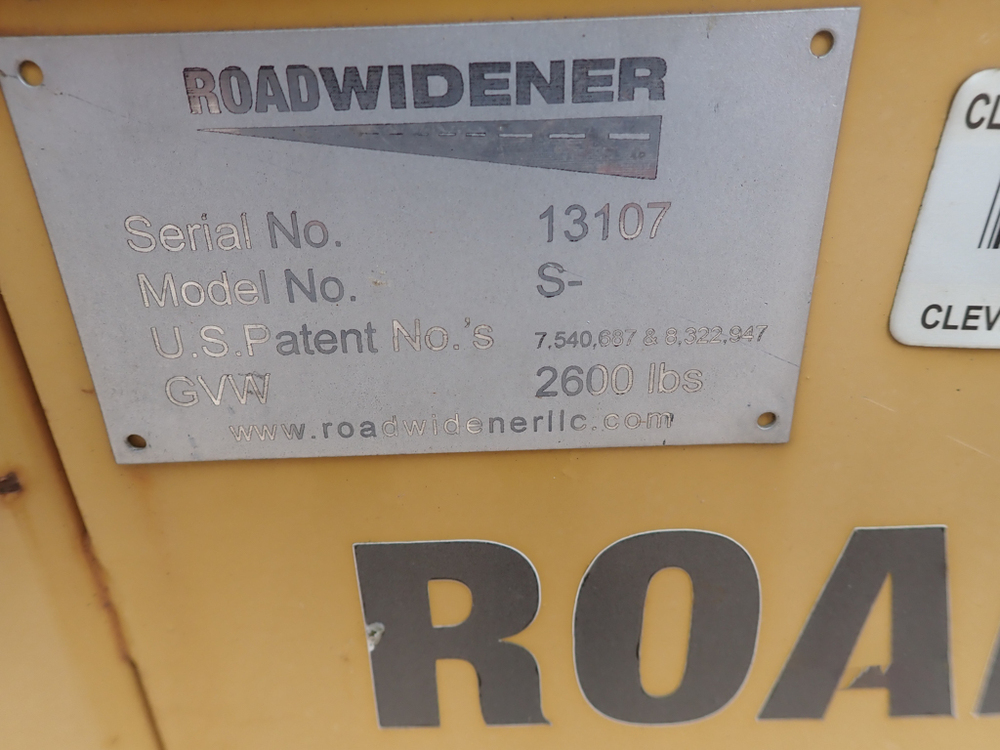 ROADWIDENER
Serial No. 13107
Model No. S-
U.S.Patent No.'s 7,540,687 & 8,322,947
GVW 2600 lbs
www.roadwidenerllc.com
CL
CLEV
ROA